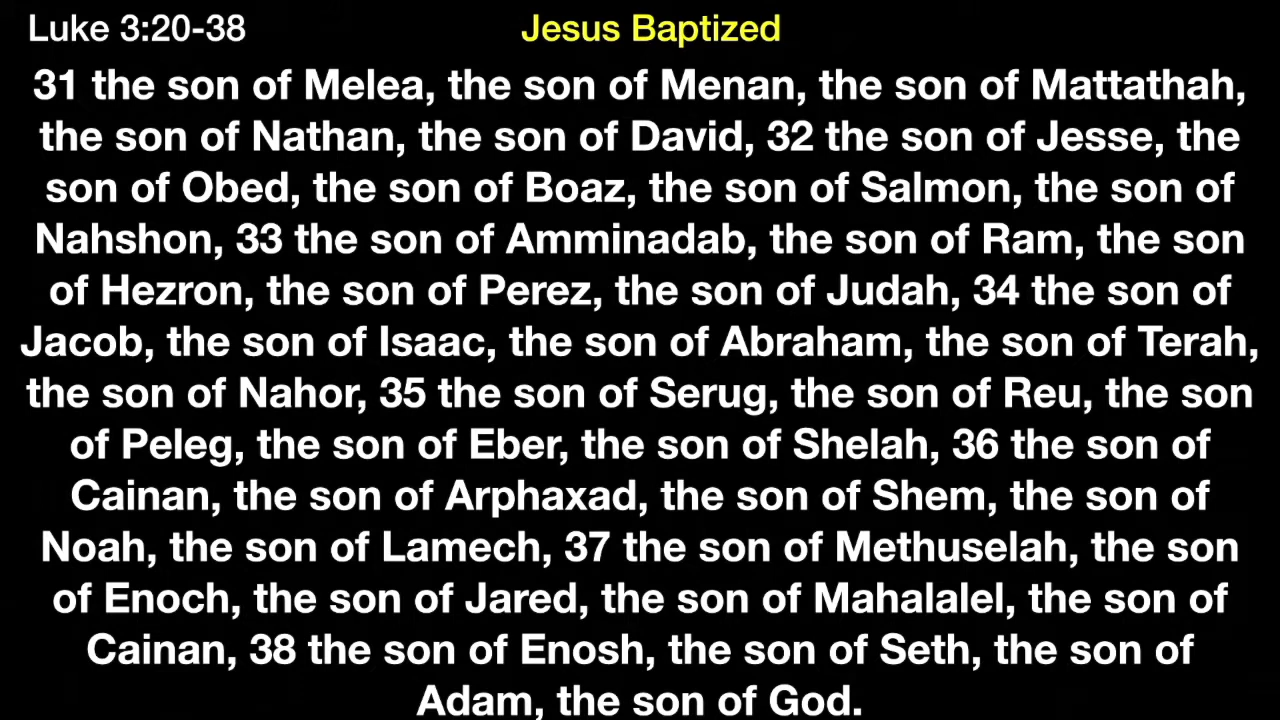 Luke 3:20-38
Jesus Baptized
31 the son of Melea, the son of Menan, the son of Mattathah,
the son of Nathan, the son of David, 32 the son of Jesse, the
son of Obed, the son of Boaz, the son of Salmon, the son of
Nahshon, 33 the son of Amminadab, the son of Ram, the son
of Hezron, the son of Perez, the son of Judah, 34 the son of
Jacob, the son of Isaac, the son of Abraham, the son of Terah,
the son of Nahor, 35 the son of Serug, the son of Reu, the son
of Peleg, the son of Eber, the son of Shelah, 36 the son of
Cainan, the son of Arphaxad, the son of Shem, the son of
Noah, the son of Lamech, 37 the son of Methuselah, the son
of Enoch, the son of Jared, the son of Mahalalel, the son of
Cainan, 38 the son of Enosh, the son of Seth, the son of
Adam, the son of God.